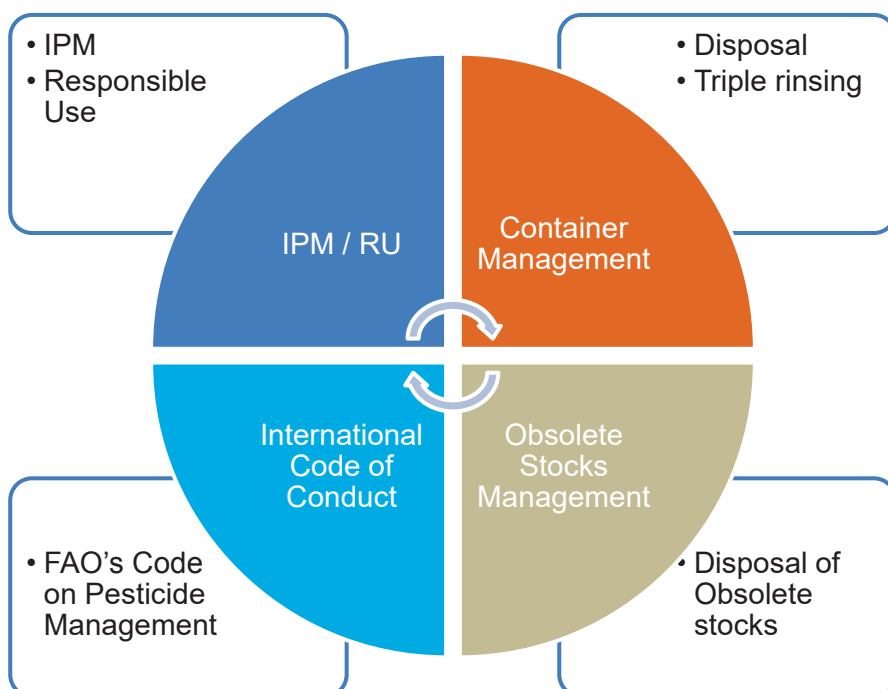 • IPM
• Responsible
Use
• Disposal
• Triple rinsing
IPM / RU
Container
Management
International
Code of
Conduct
Obsolete
Stocks
Management
• FAO’s Code
on Pesticide
Management
• Disposal of
Obsolete
stocks